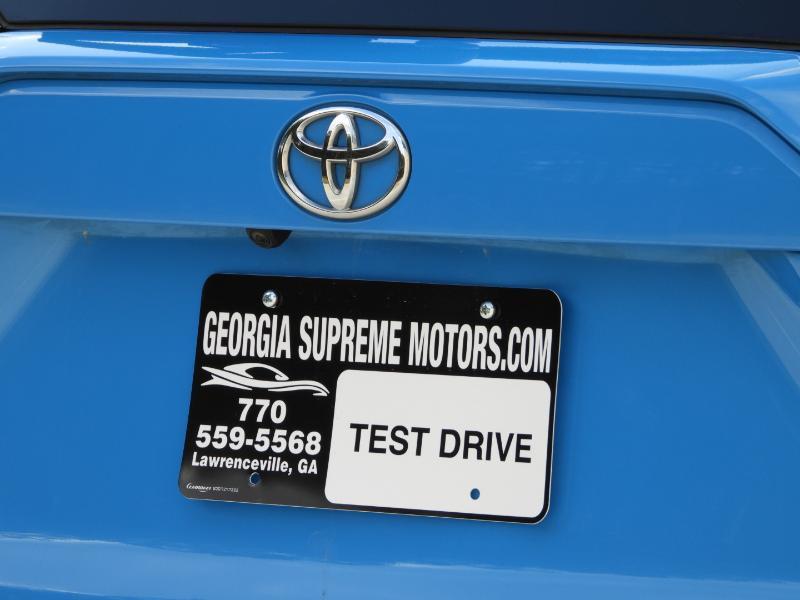 GEORGIA SUPREME MOTORS.COM
770
559-5568
Lawrenceville, GA
TEST DRIVE